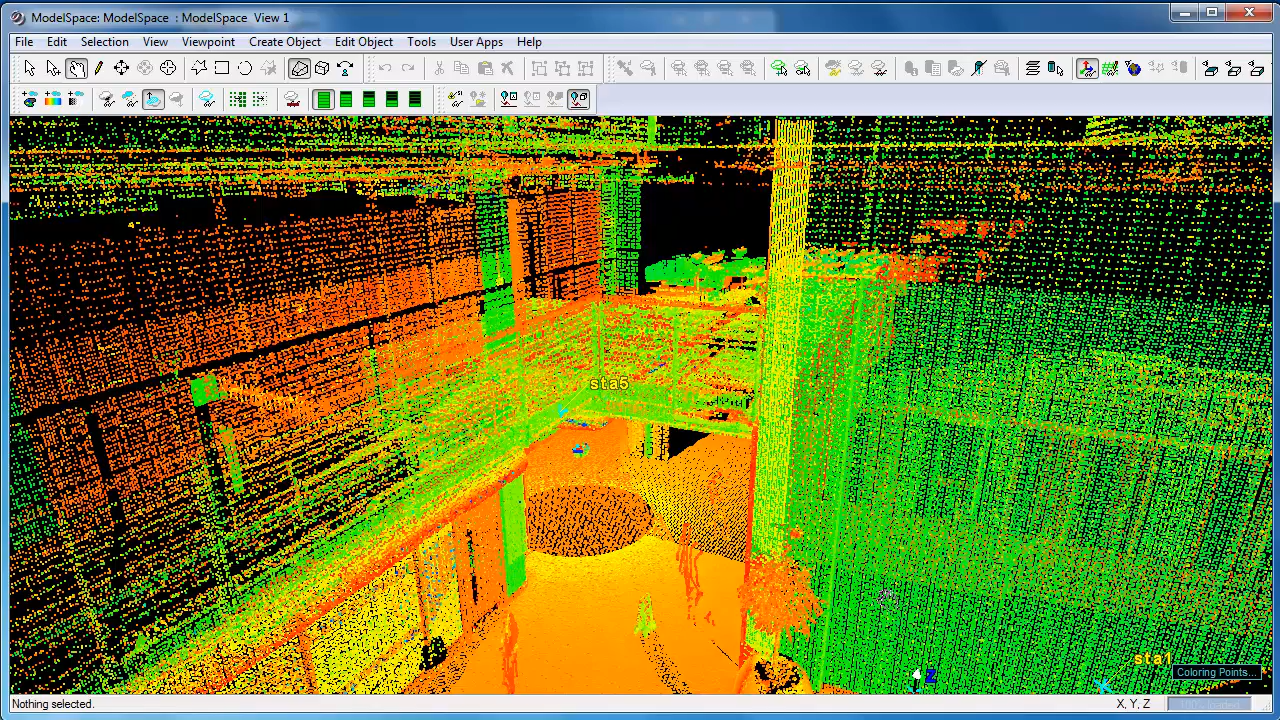 ModelSpace: ModelSpace : ModelSpace View 1
File Edit Selection View Viewpoint Create Object Edit Object Tools User Apps Help
sta5
sta1
Coloring Points...
Z
Nothing selected.
X, Y, Z